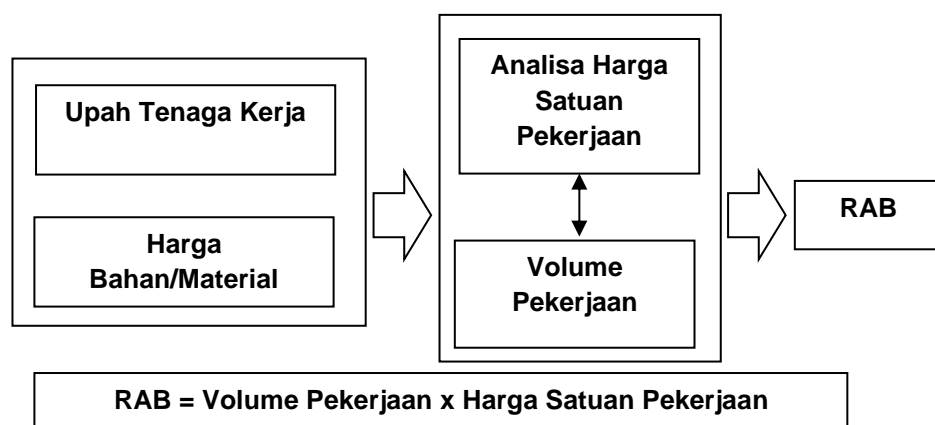 Upah Tenaga Kerja
Harga
Bahan/Material
Analisa Harga
Satuan
Pekerjaan
Volume
Pekerjaan
RAB
RAB = Volume Pekerjaan x Harga Satuan Pekerjaan